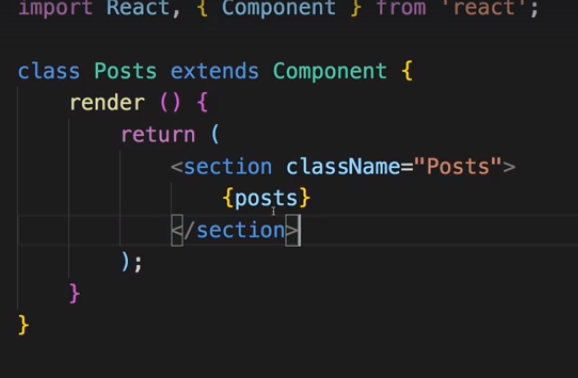 import React, { Component } from 'react';
class Posts extends Component {
render () {
return (
<section className="Posts">
{posts}
</section>
);
}
}